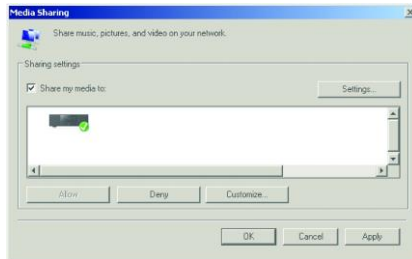 Media Sharing
Share music, pictures, and video on your network.
Sharing settings
Share my media to:
Settings...
Allow
Deny
Customize...
OK
Cancel
Apply